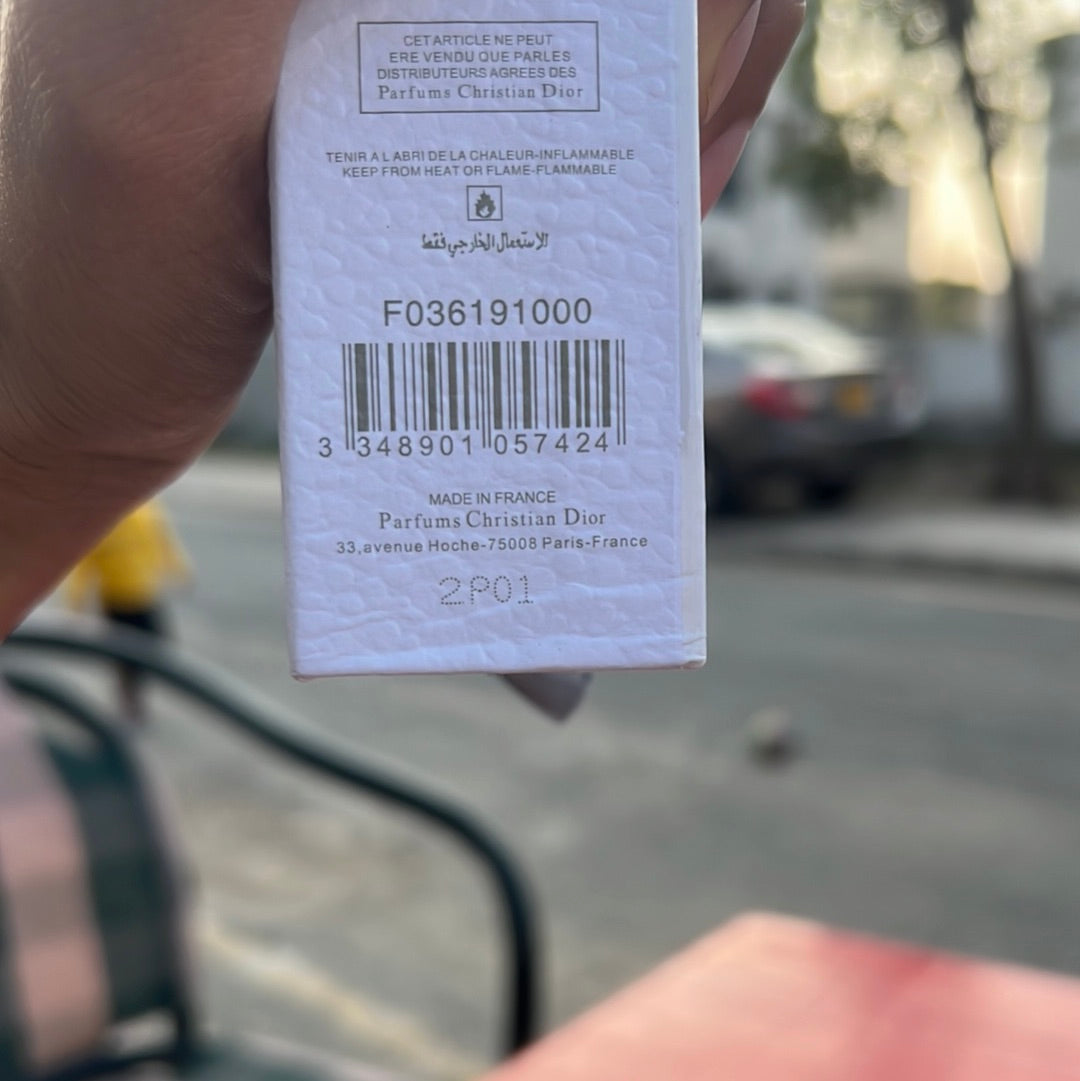 CET ARTICLE NE PEUT
ERE VENDU QUE PARLES
DISTRIBUTEURS AGREES DES
Parfums Christian Dior
TENIR A L ABRI DE LA CHALEUR-INFLAMMABLE
KEEP FROM HEAT OR FLAME-FLAMMABLE
للاستعمال الخارجي فقط
F036191000
3 348901 057424
MADE IN FRANCE
Parfums Christian Dior
33,avenue Hoche-75008 Paris-France
2P01